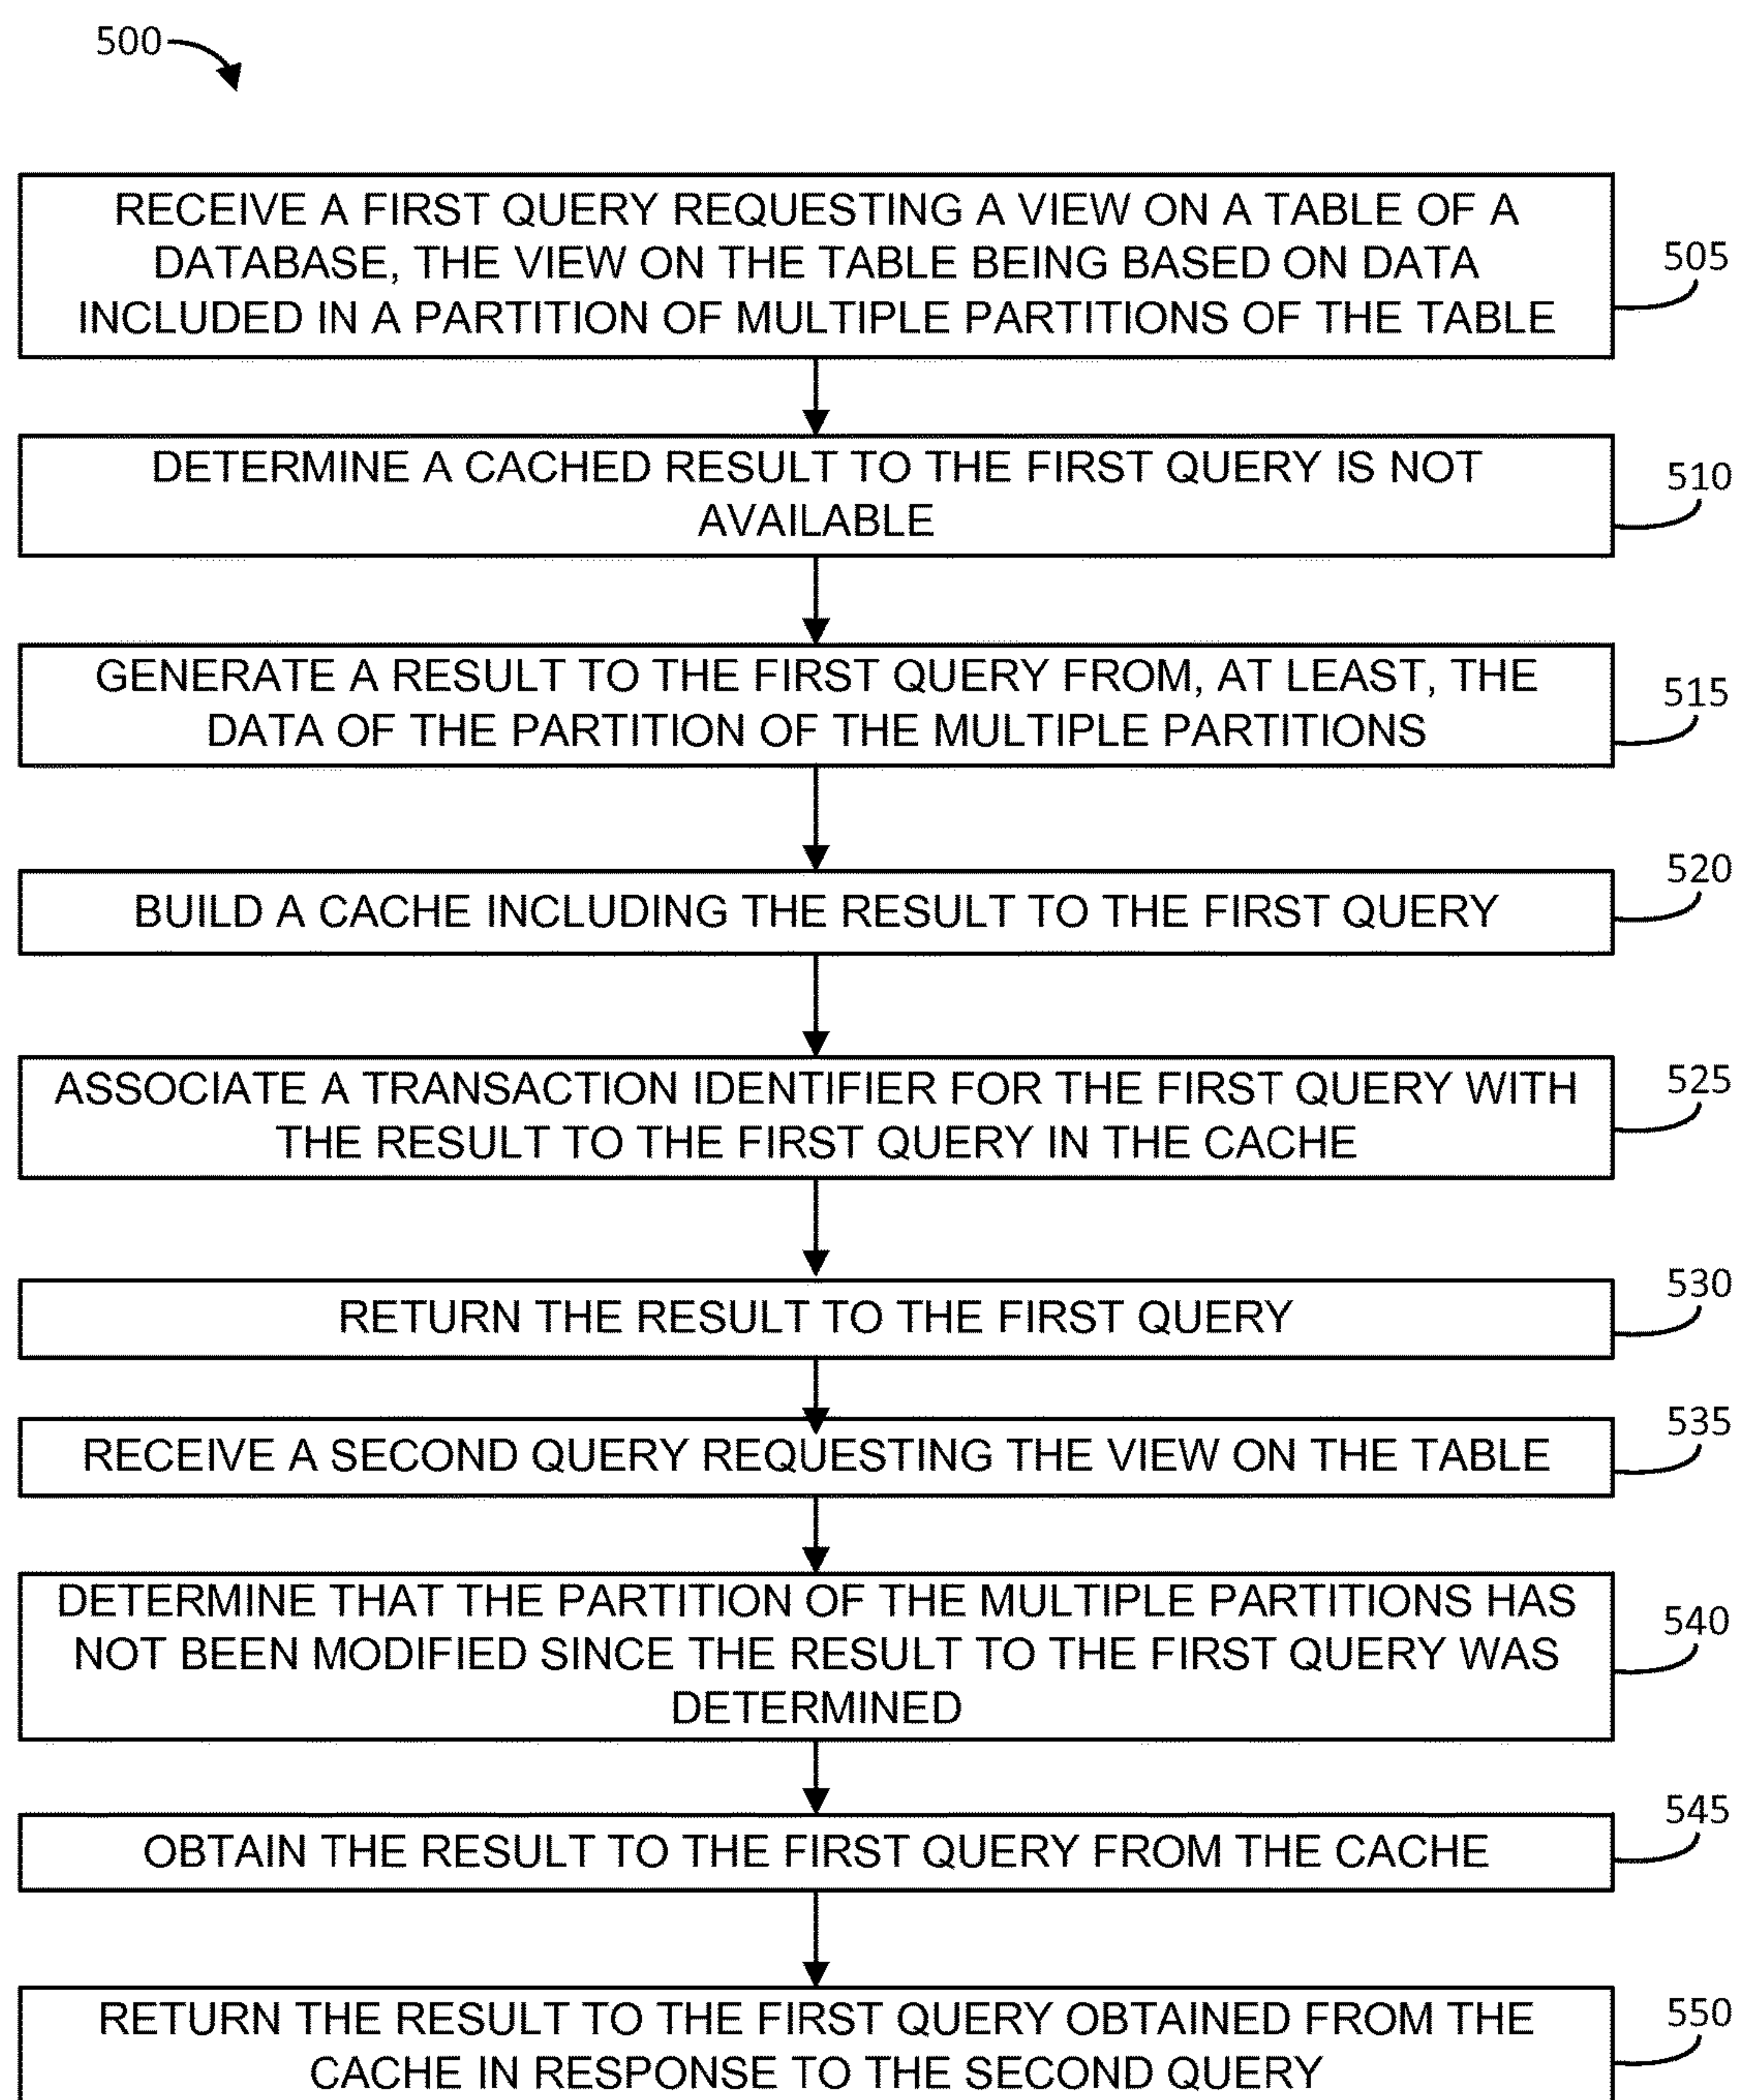 500
RECEIVE A FIRST QUERY REQUESTING A VIEW ON A TABLE OF A
DATABASE, THE VIEW ON THE TABLE BEING BASED ON DATA
INCLUDED IN A PARTITION OF MULTIPLE PARTITIONS OF THE TABLE
505
DETERMINE A CACHED RESULT TO THE FIRST QUERY IS NOT
AVAILABLE
510
GENERATE A RESULT TO THE FIRST QUERY FROM, AT LEAST, THE
DATA OF THE PARTITION OF THE MULTIPLE PARTITIONS
515
BUILD A CACHE INCLUDING THE RESULT TO THE FIRST QUERY
520
ASSOCIATE A TRANSACTION IDENTIFIER FOR THE FIRST QUERY WITH
THE RESULT TO THE FIRST QUERY IN THE CACHE
525
RETURN THE RESULT TO THE FIRST QUERY
530
RECEIVE A SECOND QUERY REQUESTING THE VIEW ON THE TABLE
535
DETERMINE THAT THE PARTITION OF THE MULTIPLE PARTITIONS HAS
NOT BEEN MODIFIED SINCE THE RESULT TO THE FIRST QUERY WAS
DETERMINED
540
OBTAIN THE RESULT TO THE FIRST QUERY FROM THE CACHE
545
RETURN THE RESULT TO THE FIRST QUERY OBTAINED FROM THE
CACHE IN RESPONSE TO THE SECOND QUERY
550